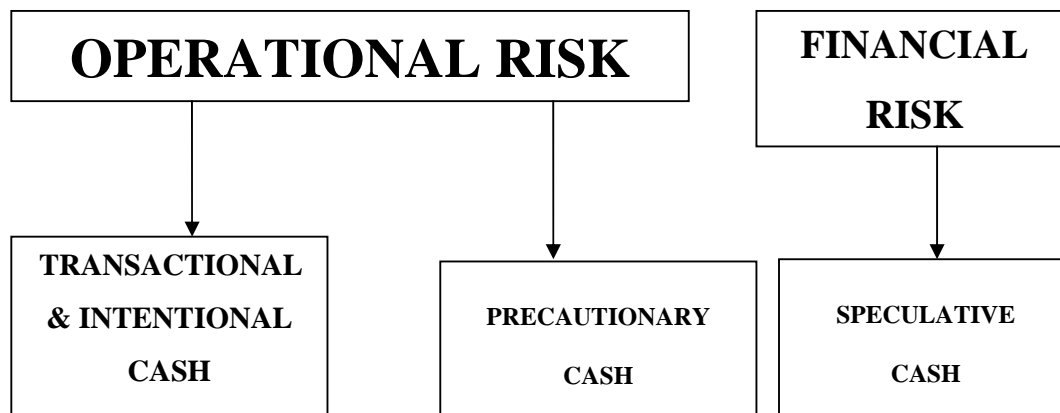 OPERATIONAL RISK
FINANCIAL
RISK
TRANSACTIONAL
& INTENTIONAL
CASH
PRECAUTIONARY
CASH
SPECULATIVE
CASH